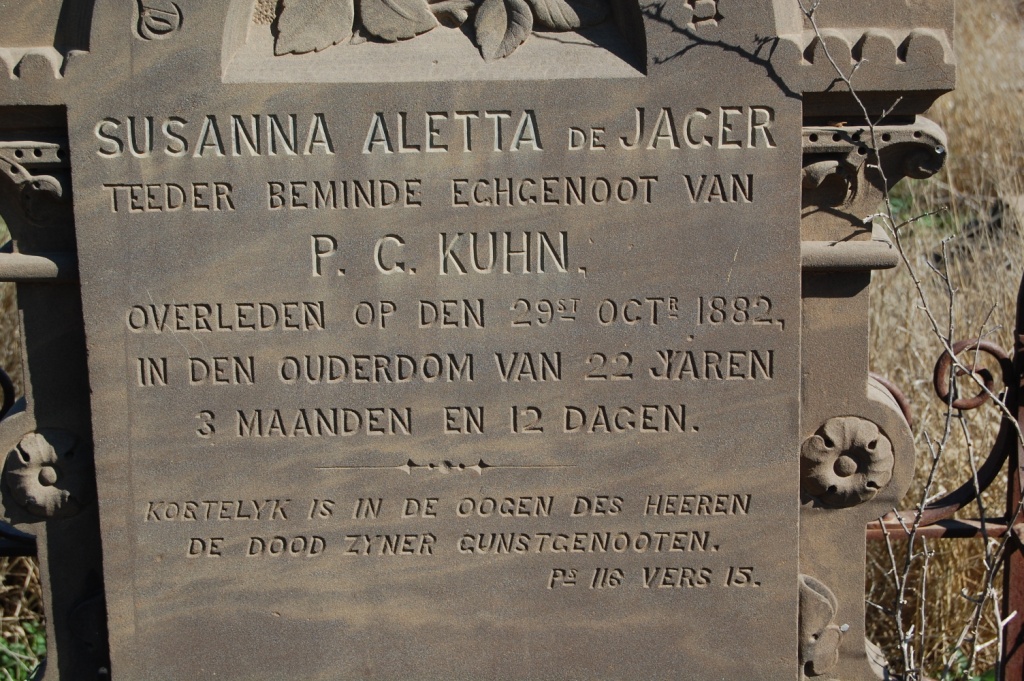 SUSANNA ALETTA DE JAGER
TEEDER BEMINDE ECHGENOOT VAN
P. G. KUHN,
OVERLEDEN OP DEN 29ST OCTR 1882,
IN DEN OUDERDOM VAN 22 JAREN
3 MAANDEN EN 12 DAGEN.
KORTELYK IS IN DE OOGEN DES HEEREN
DE DOOD ZYNER GUNSTGENOOTEN.
PS 116 VERS 15.